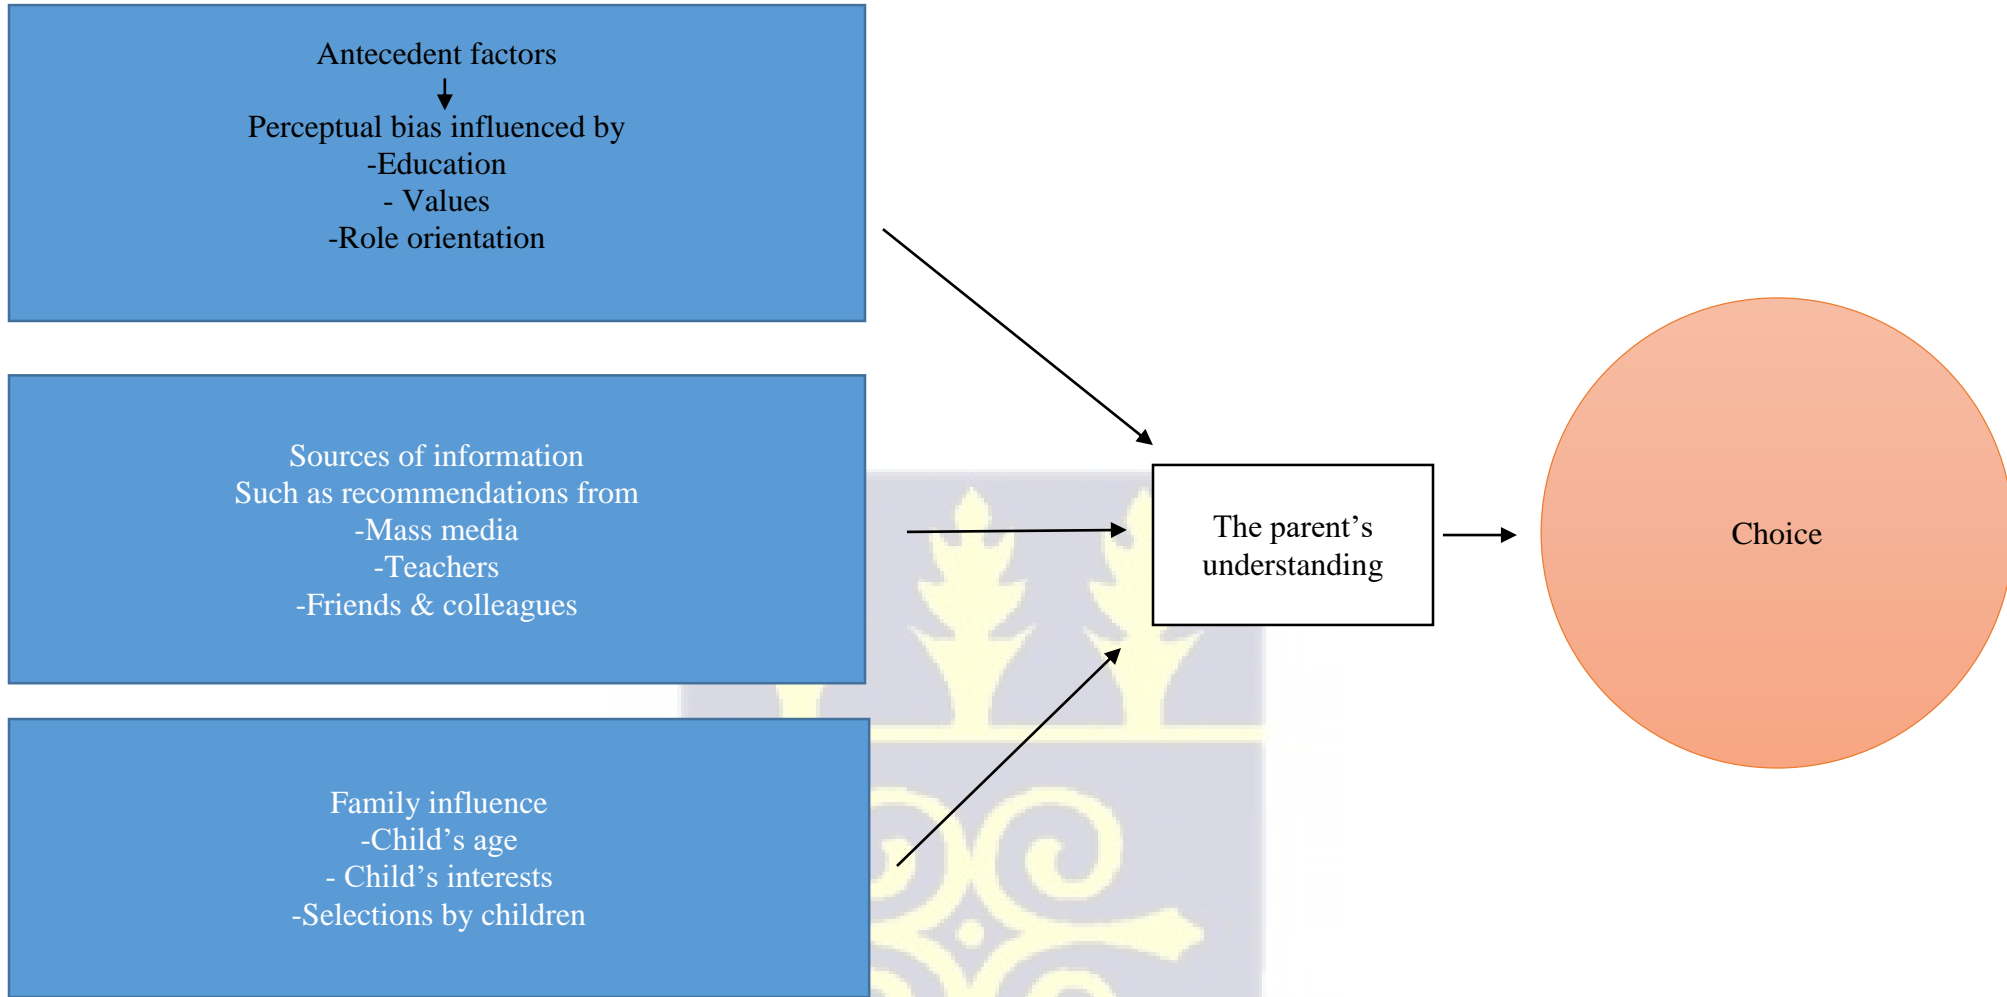 Antecedent factors
Perceptual bias influenced by
-Education
- Values
-Role orientation
Sources of information
Such as recommendations from
-Mass media
-Teachers
-Friends & colleagues
Family influence
-Child’s age
- Child’s interests
-Selections by children
The parent’s
understanding
Choice